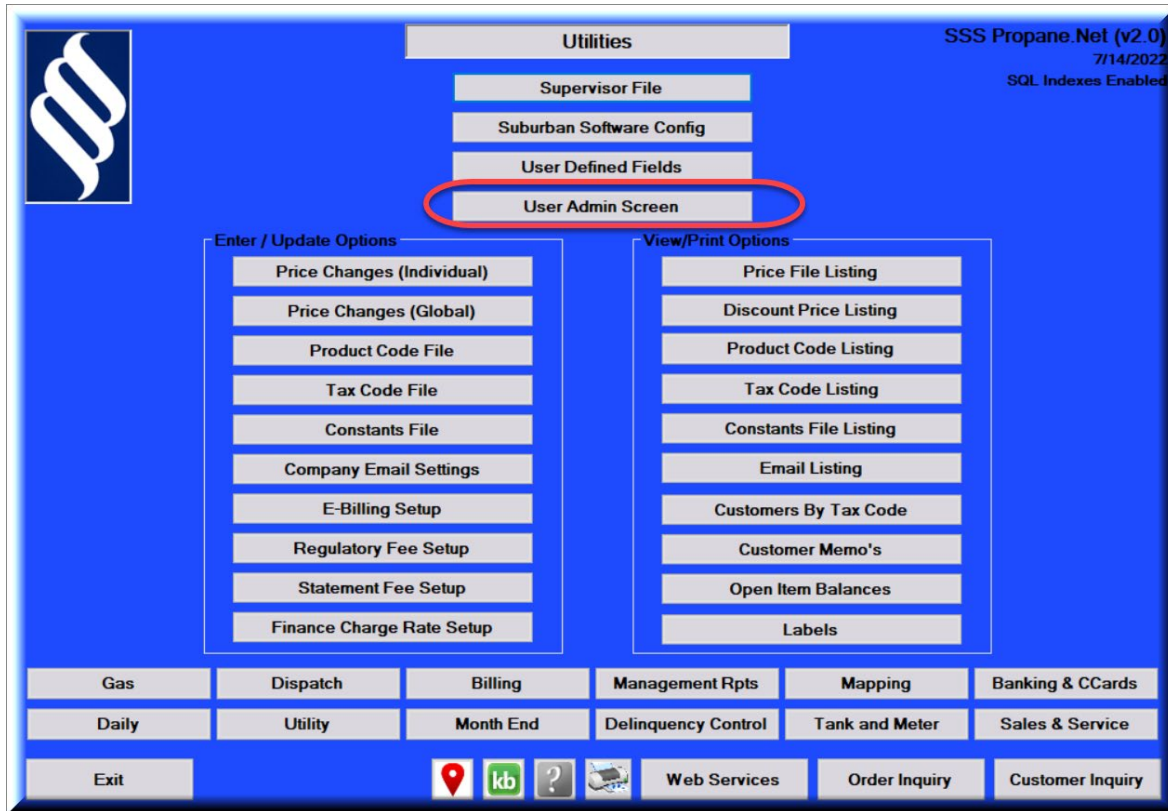 Utilities
SSS Propane.Net (v2.0)
7/14/2022
SQL Indexes Enabled
Supervisor File
Suburban Software Config
User Defined Fields
User Admin Screen
Enter / Update Options
Price Changes (Individual)
Price Changes (Global)
Product Code File
Tax Code File
Constants File
Company Email Settings
E-Billing Setup
Regulatory Fee Setup
Statement Fee Setup
Finance Charge Rate Setup
View/Print Options
Price File Listing
Discount Price Listing
Product Code Listing
Tax Code Listing
Constants File Listing
Email Listing
Customers By Tax Code
Customer Memo's
Open Item Balances
Labels
Gas Dispatch Billing Management Rpts Mapping Banking & CCards
Daily Utility Month End Delinquency Control Tank and Meter Sales & Service
Exit kb ? Web Services Order Inquiry Customer Inquiry